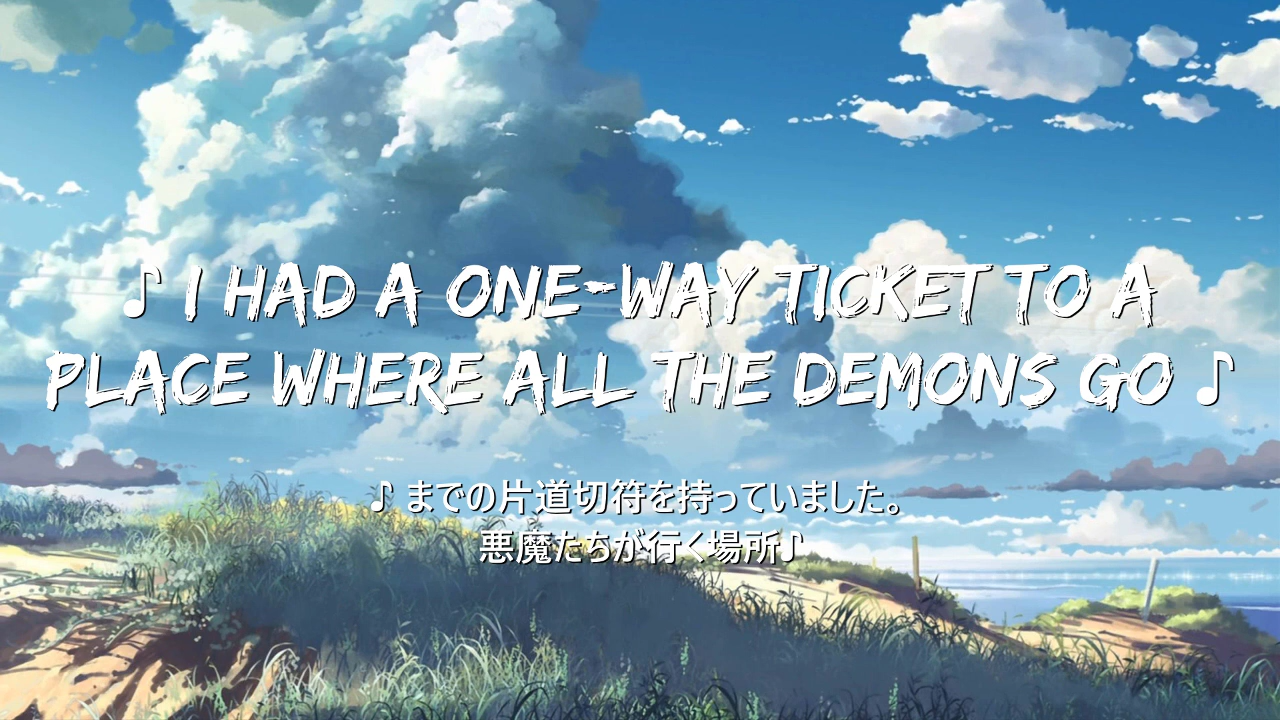 ♪ I HAD A ONE-WAY TICKET TO A
PLACE WHERE ALL THE DEMONS GO ♪
♪ までの片道切符を持っていました。
悪魔たちが行く場所♪